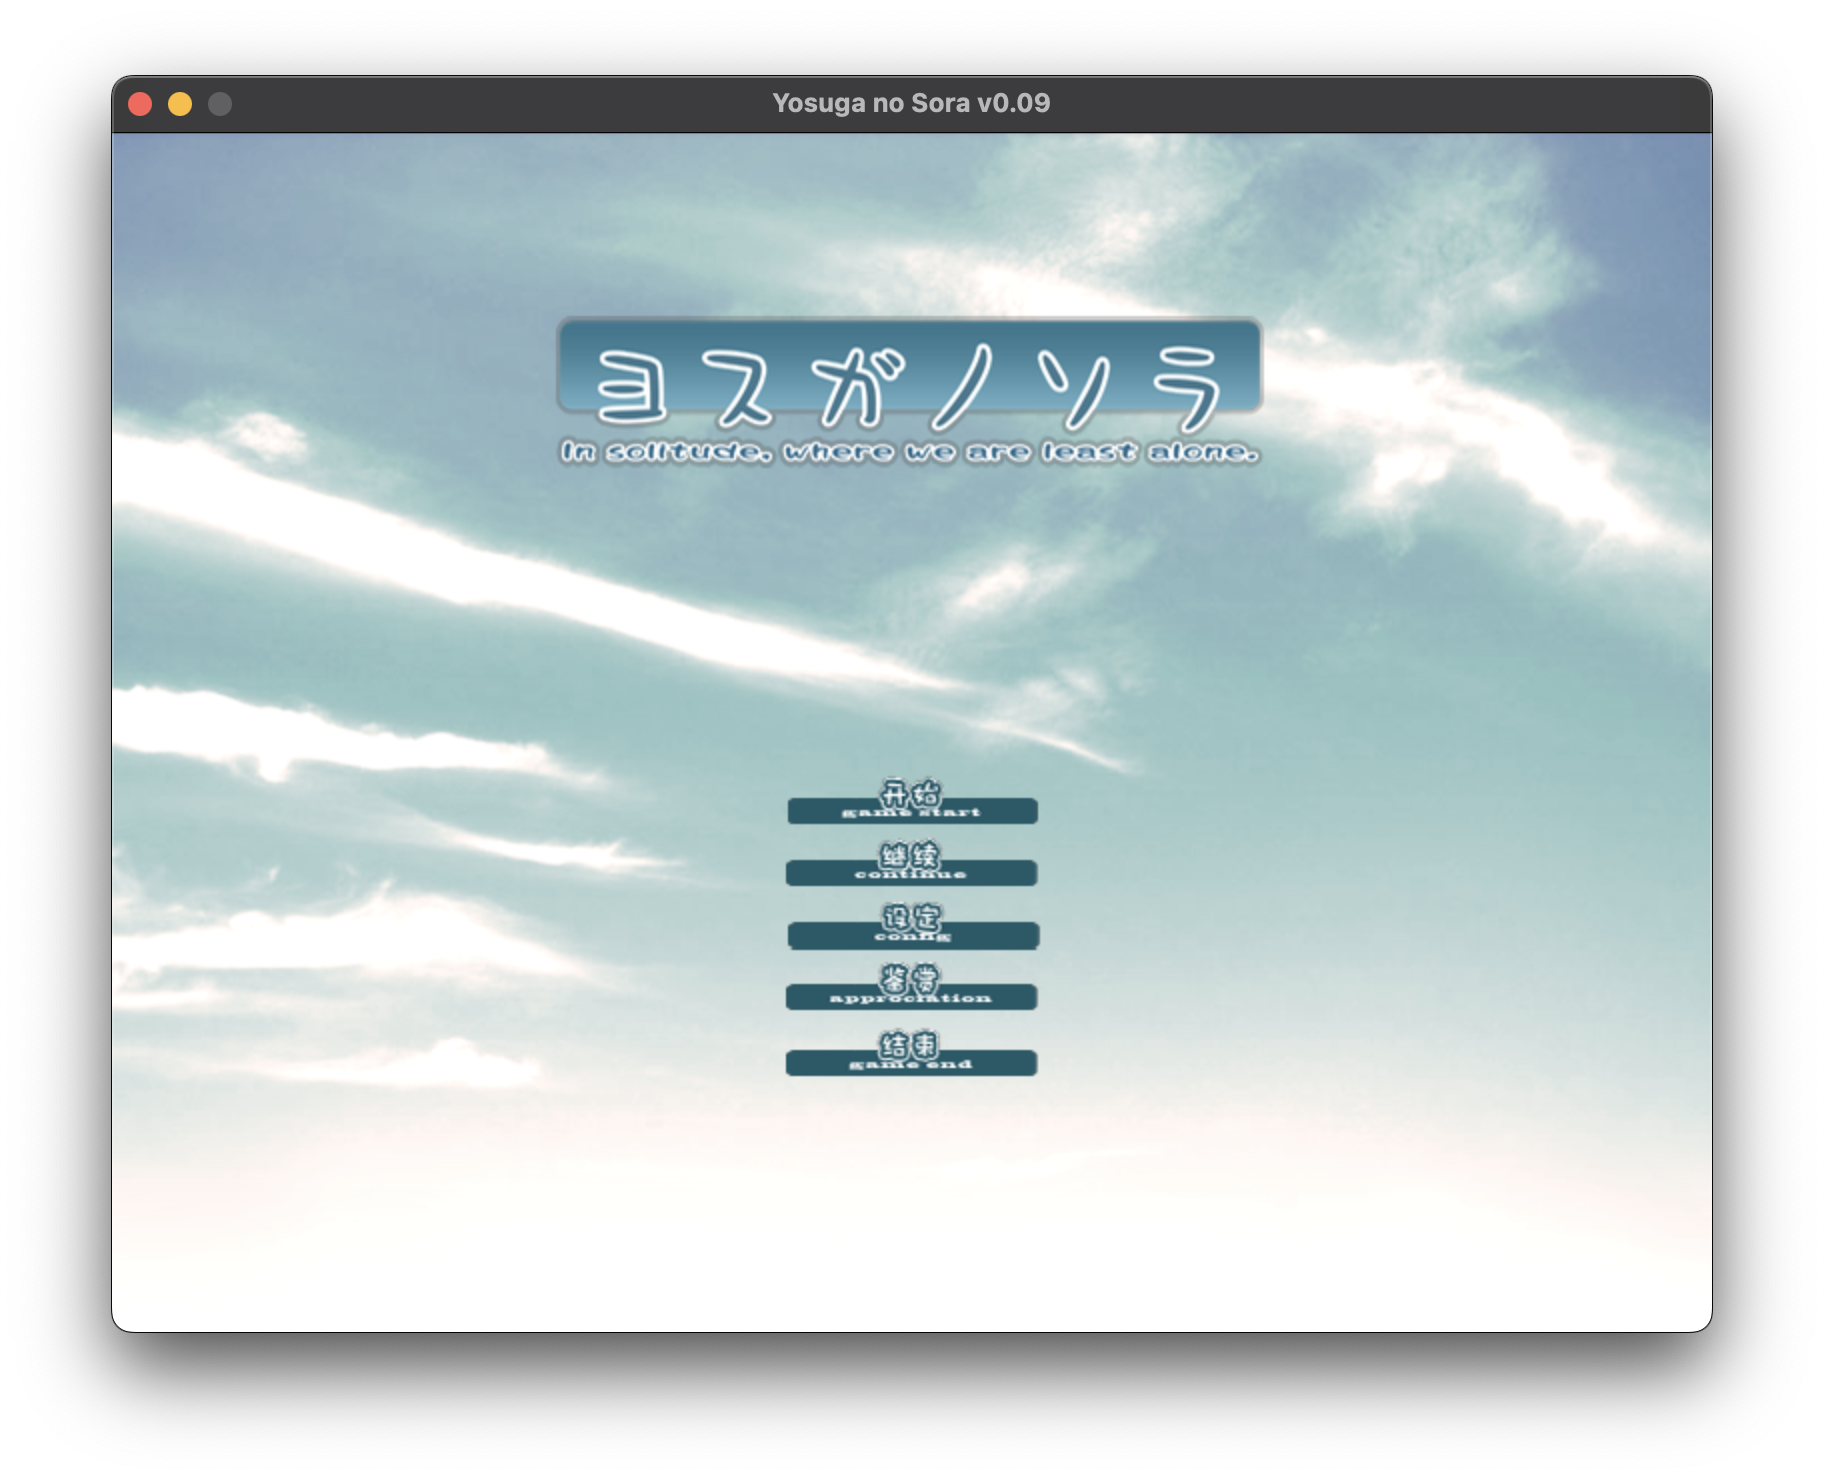 Yosuga no Sora v0.09
ヨスガノソラ
In solitude, where we are least alone.
开始
game start
继续
continue
设定
config
鉴赏
appreciation
结束
game end